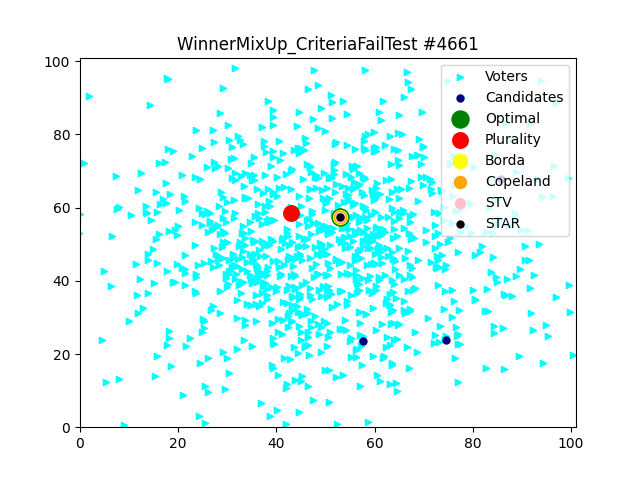 WinnerMixUp_CriteriaFailTest #4661
Voters
Candidates
Optimal
Plurality
Borda
Copeland
STV
STAR
100
80
60
40
20
0
0 20 40 60 80 100